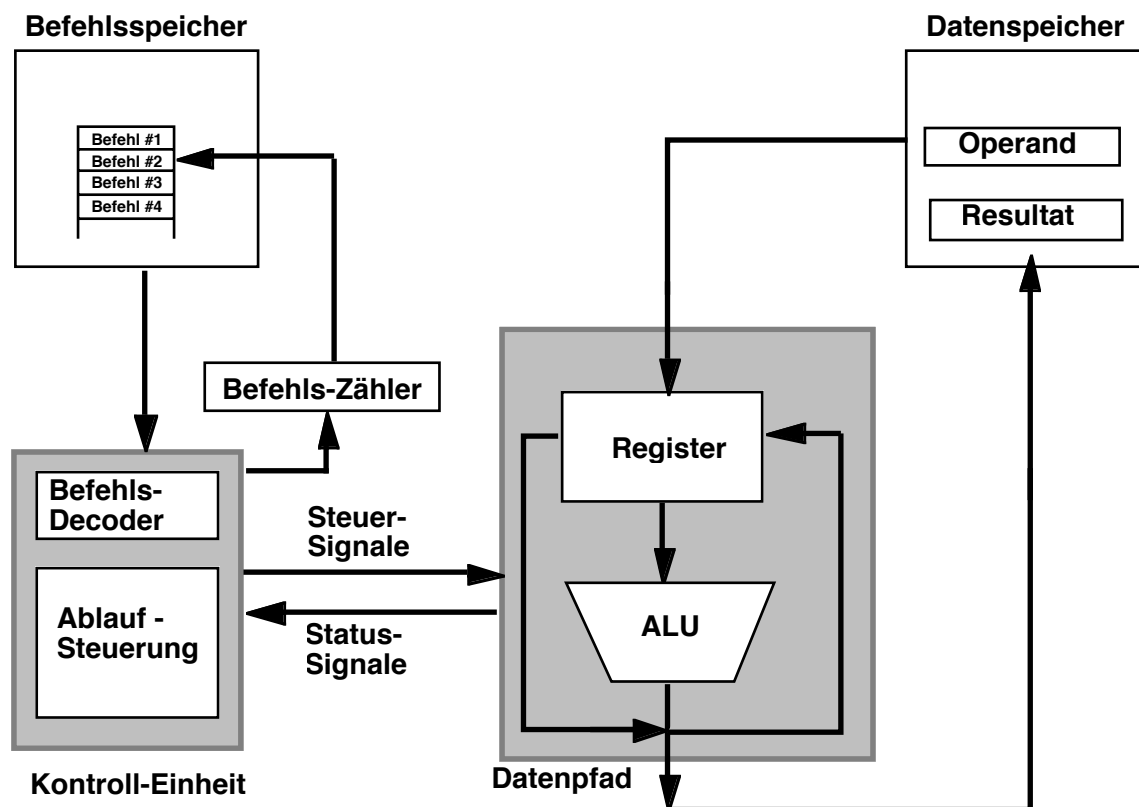 Befehlsspeicher
Datenspeicher
Befehl #1
Befehl #2
Befehl #3
Befehl #4
Operand
Resultat
Befehls-Zähler
Register
Befehls-
Decoder
Steuer-
Signale
Ablauf -
Steuerung
Status-
Signale
ALU
Kontroll-Einheit
Datenpfad